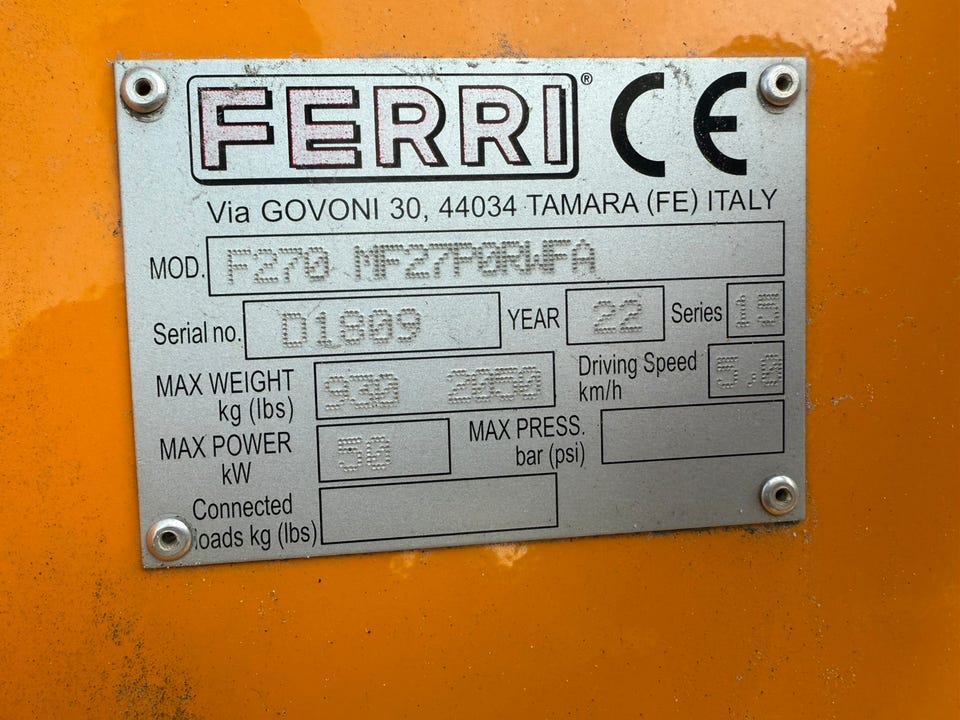 FERRI® CE
Via GOVONI 30, 44034 TAMARA (FE) ITALY
MOD. F270 MF27P0RWFA
Serial no. D1809 YEAR 22 Series 15
MAX WEIGHT kg (lbs) 930 2050 Driving Speed km/h 5.0
MAX POWER kW 50 MAX PRESS. bar (psi)
Connected loads kg (lbs)